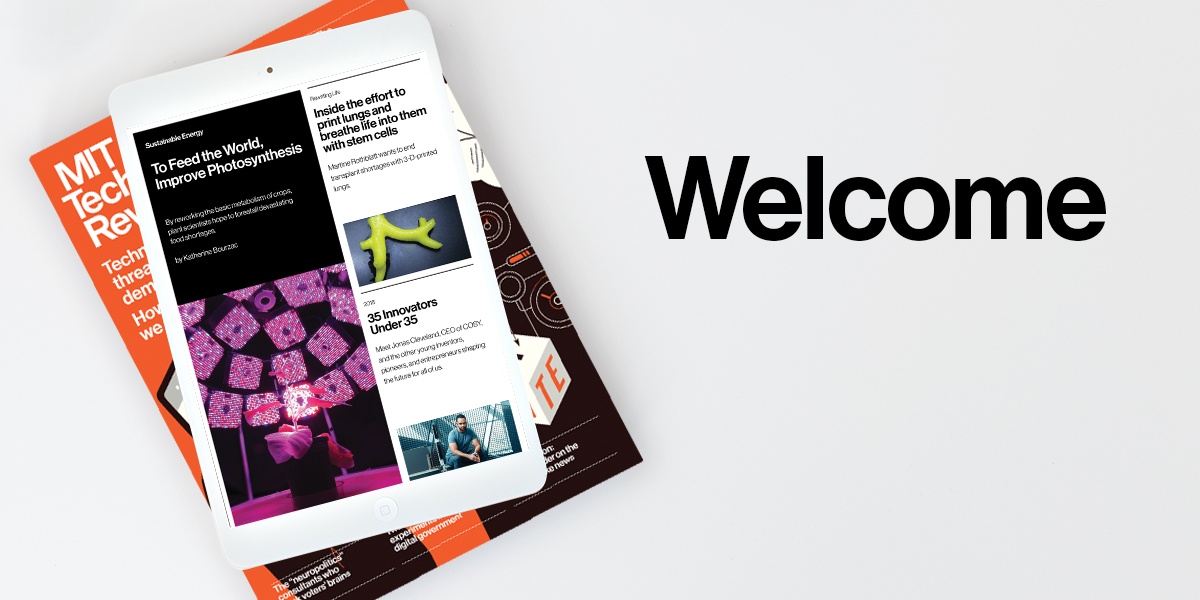 MIT
Tech
Rev
Techn
threa
dem
How
we
Sustainable Energy
To Feed the World,
Improve Photosynthesis
By reworking the basic metabolism of crops,
plant scientists hope to forestall devastating
food shortages.
by Katherine Bourzac
Rewriting Life
Inside the effort to
print lungs and
breathe life into them
with stem cells
Martine Rothblatt wants to end
transplant shortages with 3-D-printed
lungs.
2018
35 Innovators
Under 35
Meet Jonas Cleveland, CEO of COSY,
and the other young inventors,
pioneers, and entrepreneurs shaping
the future for all of us.
TE
on:
der on the
ke news
experiments
digital government
The "neuropolitics"
consultants who
k voters' brains
Welcome